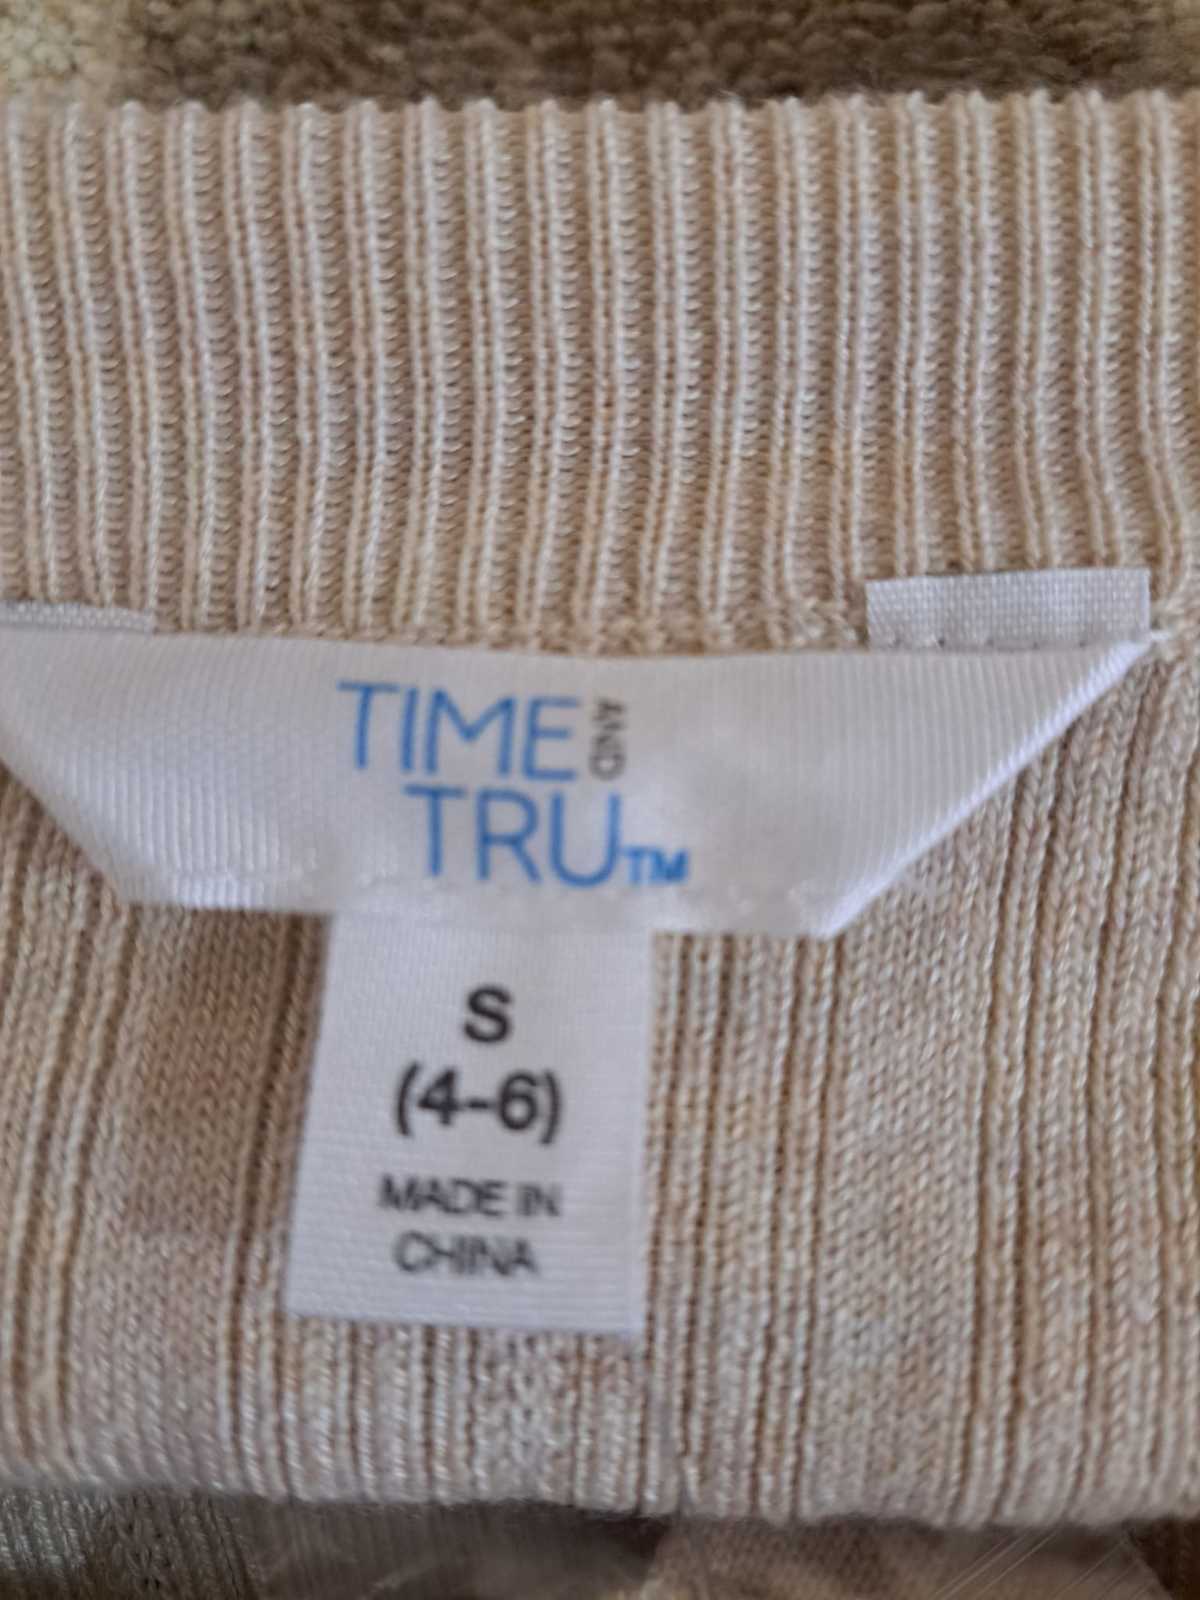 TIME AND
TRU™
S
(4-6)
MADE IN
CHINA